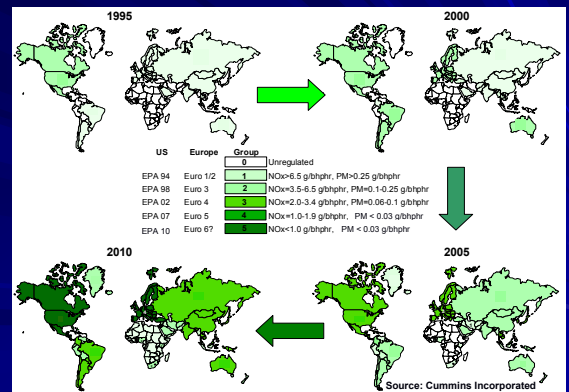 1995
2000
US Europe Group
0 Unregulated
EPA 94 Euro 1/2 1 NOx>6.5 g/bhphr, PM>0.25 g/bhphr
EPA 98 Euro 3 2 NOx=3.5-6.5 g/bhphr, PM=0.1-0.25 g/bhphr
EPA 02 Euro 4 3 NOx=2.0-3.4 g/bhphr, PM=0.06-0.1 g/bhphr
EPA 07 Euro 5 4 NOx=1.0-1.9 g/bhphr, PM < 0.03 g/bhphr
EPA 10 Euro 6? 5 NOx<1.0 g/bhphr, PM < 0.03 g/bhphr
2010
2005
Source: Cummins Incorporated